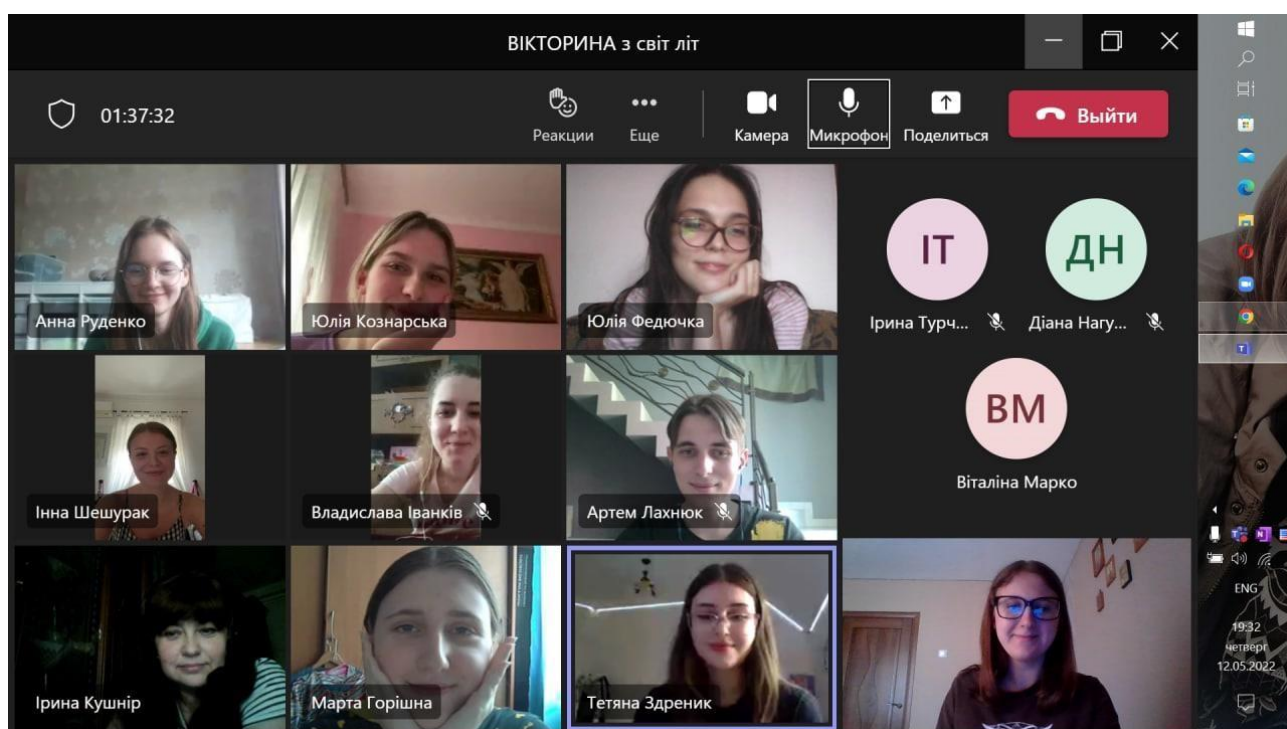 ВІКТОРИНА з світ літ
01:37:32
Реакции
Еще
Камера
Микрофон
Поделиться
Выйти
Анна Руденко
Юлія Кознарська
Юлія Федючка
ІТ
Ірина Турч...
ДН
Діана Нагу...
Інна Шешурак
Владислава Іванків
Артем Лахнюк
ВМ
Віталіна Марко
Ірина Кушнір
Марта Горішна
Тетяна Здреник
ENG
19:32
четверг
12.05.2022